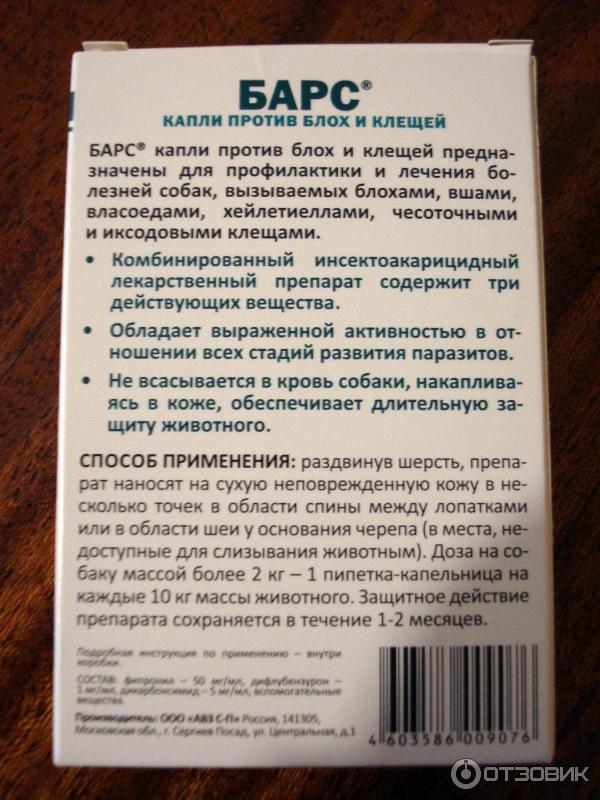 БАРС®
КАПЛИ ПРОТИВ БЛОХ И КЛЕЩЕЙ
БАРС® капли против блох и клещей предна-
значены для профилактики и лечения бо-
лезней собак, вызываемых блохами, вшами,
власоедами, хейлетиеллами, чесоточными
и иксодовыми клещами.
• Комбинированный инсектоакарицидный
лекарственный препарат содержит три
действующих вещества.
• Обладает выраженной активностью в от-
ношении всех стадий развития паразитов.
• Не всасывается в кровь собаки, накаплива-
ясь в коже, обеспечивает длительную за-
щиту животного.
СПОСОБ ПРИМЕНЕНИЯ: раздвинув шерсть, препа-
рат наносят на сухую неповрежденную кожу в не-
сколько точек в области спины между лопатками
или в области шеи у основания черепа (в места, не-
доступные для слизывания животным). Доза на со-
баку массой более 2 кг – 1 пипетка-капельница на
каждые 10 кг массы животного. Защитное действие
препарата сохраняется в течение 1-2 месяцев.
Подробная инструкция по применению – внутри
коробки.
СОСТАВ: фипронил – 50 мг/мл, дифлубензурон –
1 мг/мл, дикарбоксимид – 5 мг/мл, вспомогательные
вещества.
Производитель: ООО «АВЗ С-П» Россия, 141305,
Московская обл., г. Сергиев Посад, ул. Центральная, д.1
4 603586 009076
ОТЗОВИК